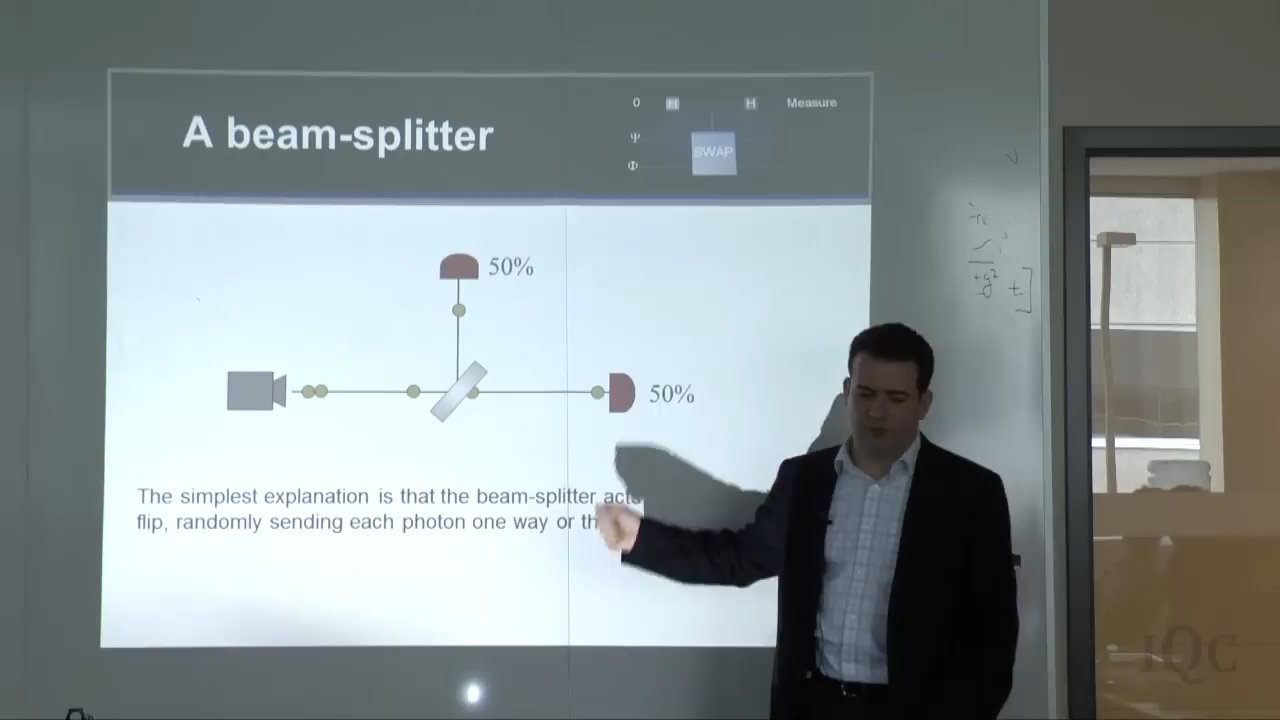 A beam-splitter
0 H H Measure
Ψ
SWAP
Φ
50%
50%
The simplest explanation is that the beam-splitter acts
flip, randomly sending each photon one way or th
+g² t]
IQC